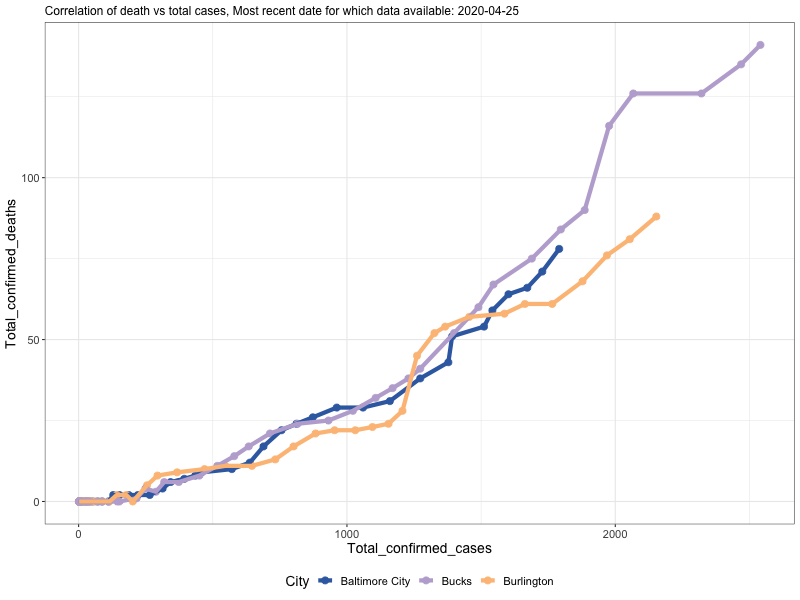 Correlation of death vs total cases, Most recent date for which data available: 2020-04-25
Total_confirmed_deaths
100
50
0
0 1000 2000
Total_confirmed_cases
City Baltimore City Bucks Burlington